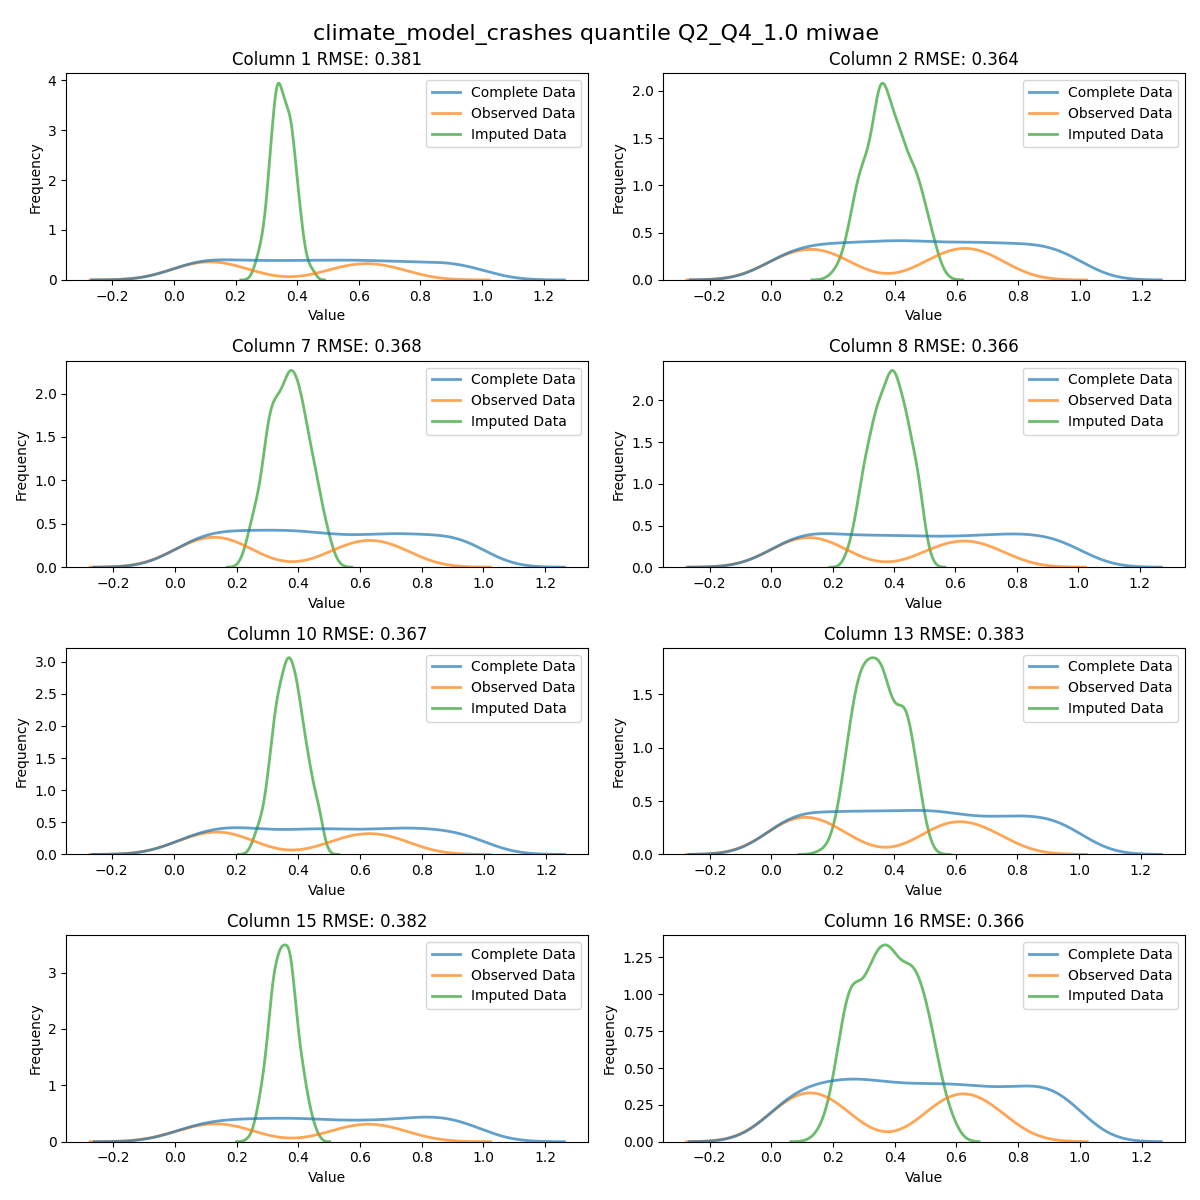 climate_model_crashes quantile Q2_Q4_1.0 miwae
Column 1 RMSE: 0.381
4
3
2
1
0
Frequency
−0.2 0.0 0.2 0.4 0.6 0.8 1.0 1.2
Value
Complete Data
Observed Data
Imputed Data
Column 2 RMSE: 0.364
2.0
1.5
1.0
0.5
0.0
Frequency
−0.2 0.0 0.2 0.4 0.6 0.8 1.0 1.2
Value
Complete Data
Observed Data
Imputed Data
Column 7 RMSE: 0.368
2.0
1.5
1.0
0.5
0.0
Frequency
−0.2 0.0 0.2 0.4 0.6 0.8 1.0 1.2
Value
Complete Data
Observed Data
Imputed Data
Column 8 RMSE: 0.366
2.0
1.5
1.0
0.5
0.0
Frequency
−0.2 0.0 0.2 0.4 0.6 0.8 1.0 1.2
Value
Complete Data
Observed Data
Imputed Data
Column 10 RMSE: 0.367
3.0
2.5
2.0
1.5
1.0
0.5
0.0
Frequency
−0.2 0.0 0.2 0.4 0.6 0.8 1.0 1.2
Value
Complete Data
Observed Data
Imputed Data
Column 13 RMSE: 0.383
1.5
1.0
0.5
0.0
Frequency
−0.2 0.0 0.2 0.4 0.6 0.8 1.0 1.2
Value
Complete Data
Observed Data
Imputed Data
Column 15 RMSE: 0.382
3
2
1
0
Frequency
−0.2 0.0 0.2 0.4 0.6 0.8 1.0 1.2
Value
Complete Data
Observed Data
Imputed Data
Column 16 RMSE: 0.366
1.25
1.00
0.75
0.50
0.25
0.00
Frequency
−0.2 0.0 0.2 0.4 0.6 0.8 1.0 1.2
Value
Complete Data
Observed Data
Imputed Data